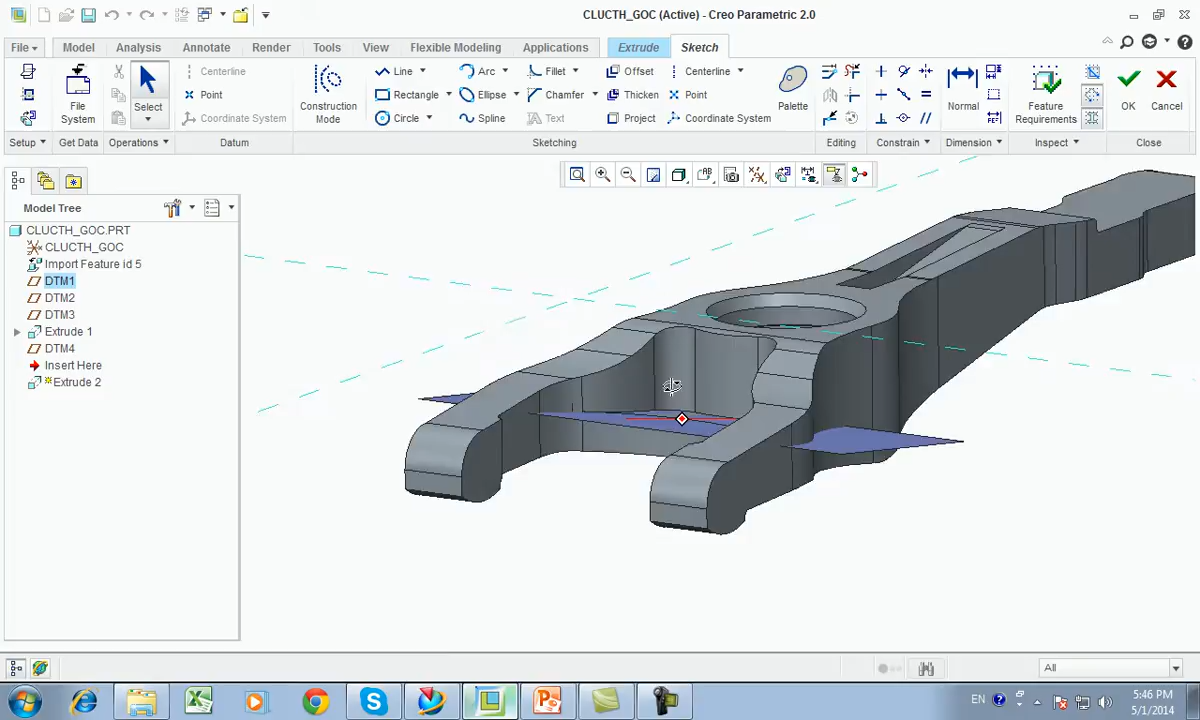 CLUCTH_GOC (Active) - Creo Parametric 2.0
File Model Analysis Annotate Render Tools View Flexible Modeling Applications Extrude Sketch
Centerline Line Arc Fillet Offset Centerline
Point Rectangle Ellipse Chamfer Thicken Point
Coordinate System Circle Spline Text Project Coordinate System
File System Select Construction Mode Palette Normal Feature Requirements OK Cancel
Setup Get Data Operations Datum Sketching Editing Constrain Dimension Inspect Close
Model Tree
CLUCTH_GOC.PRT
CLUCTH_GOC
Import Feature id 5
DTM1
DTM2
DTM3
Extrude 1
DTM4
Insert Here
Extrude 2
All
EN
5:46 PM
5/1/2014